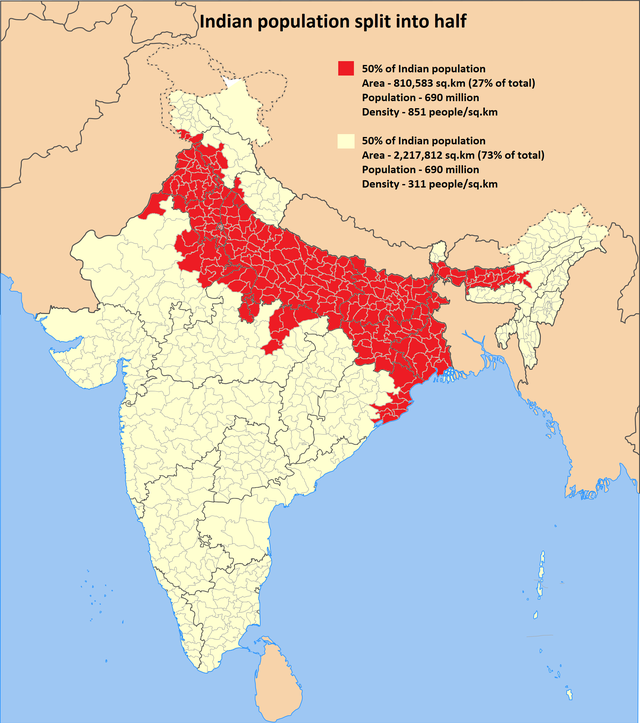 Indian population split into half
50% of Indian population
Area - 810,583 sq.km (27% of total)
Population - 690 million
Density - 851 people/sq.km
50% of Indian population
Area - 2,217,812 sq.km (73% of total)
Population - 690 million
Density - 311 people/sq.km